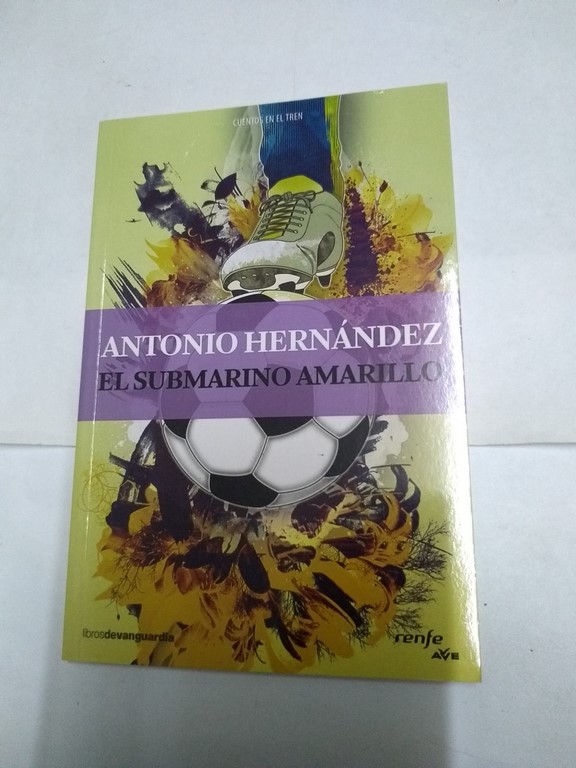 CUENTOS EN EL TREN
ANTONIO HERNÁNDEZ
EL SUBMARINO AMARILLO
librosdevanguardia
renfe
AVE